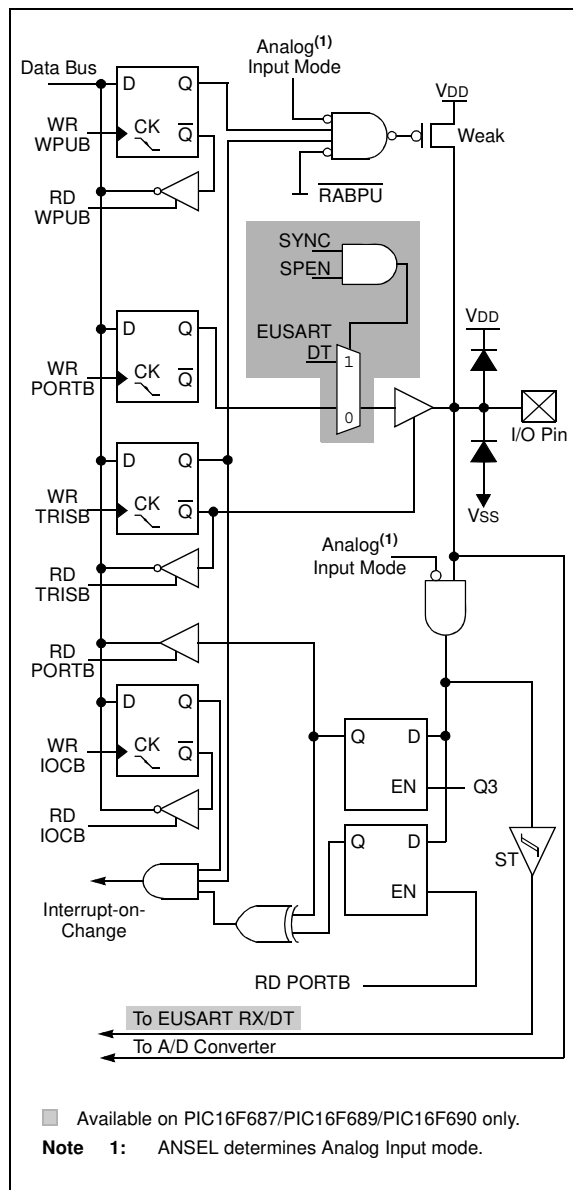 Analog(1)
Input Mode
Data Bus
D Q
VDD
WR
WPUB
CK Q
Weak
RD
WPUB
RABPU
SYNC
SPEN
EUSART
DT
1
0
D Q
VDD
WR
PORTB
CK Q
I/O Pin
D Q
WR
TRISB
CK Q
VSS
Analog(1)
Input Mode
RD
TRISB
RD
PORTB
D Q
WR
IOCB
CK Q
Q D
EN
Q3
RD
IOCB
Q D
EN
ST
Interrupt-on-
Change
RD PORTB
To EUSART RX/DT
To A/D Converter
Available on PIC16F687/PIC16F689/PIC16F690 only.
Note 1: ANSEL determines Analog Input mode.